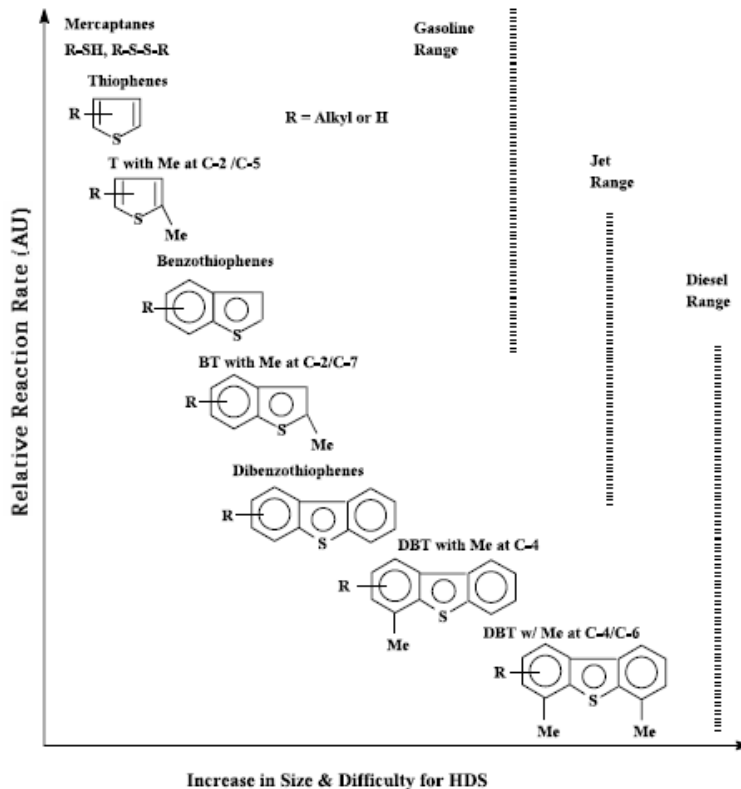 Mercaptanes
R-SH, R-S-S-R
Gasoline
Range
Thiophenes
R
S
R = Alkyl or H
T with Me at C-2 /C-5
R
S
Me
Jet
Range
Benzothiophenes
R
S
Diesel
Range
BT with Me at C-2/C-7
R
S
Me
Dibenzothiophenes
R
S
DBT with Me at C-4
R
S
Me
DBT w/ Me at C-4/C-6
R
S
Me
Me
Relative Reaction Rate (AU)
Increase in Size & Difficulty for HDS